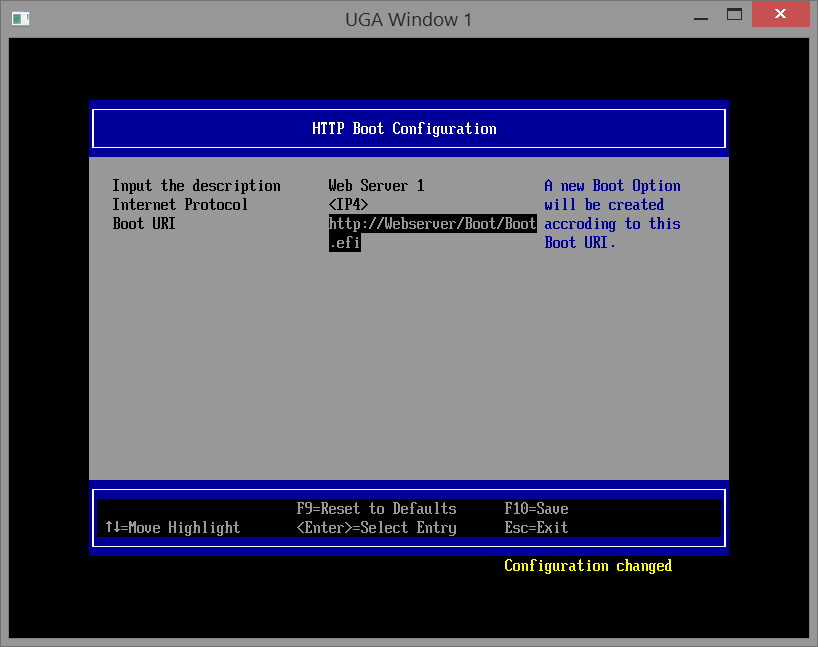 UGA Window 1
HTTP Boot Configuration
Input the description Web Server 1 A new Boot Option
Internet Protocol <IP4> will be created
Boot URI http://Webserver/Boot/Boot accroding to this
.efi Boot URI.
F9=Reset to Defaults F10=Save
↑↓=Move Highlight <Enter>=Select Entry Esc=Exit
Configuration changed